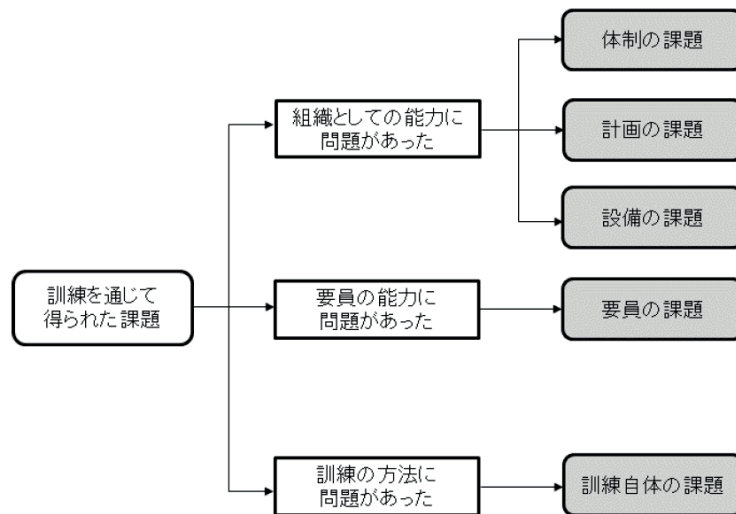 訓練を通じて
得られた課題
組織としての能力に
問題があった
体制の課題
計画の課題
設備の課題
要員の能力に
問題があった
要員の課題
訓練の方法に
問題があった
訓練自体の課題